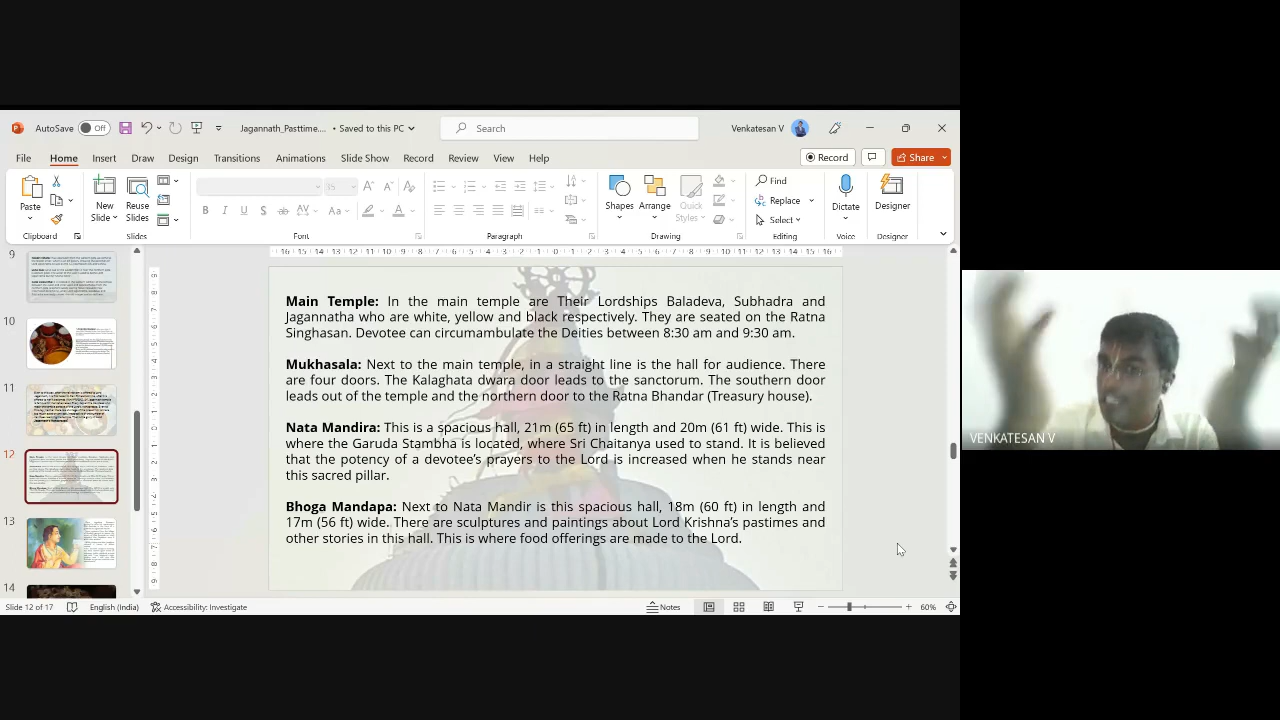 AutoSave
Off
Jagannath_Pasttime.... • Saved to this PC
Search
Venkatesan V
File
Home
Insert
Draw
Design
Transitions
Animations
Slide Show
Record
Review
View
Help
Record
Share
Paste
New
Slide
Reuse
Slides
Shapes
Arrange
Quick
Styles
Find
Replace
Select
Dictate
Designer
Clipboard
Slides
Font
Paragraph
Drawing
Editing
Voice
Designer
9
10
11
12
13
14
Main Temple: In the main temple are Their Lordships Baladeva, Subhadra and
Jagannatha who are white, yellow and black respectively. They are seated on the Ratna
Singhasan. Devotee can circumambulate the Deities between 8:30 am and 9:30 pm.
Mukhasala: Next to the main temple, in a straight line is the hall for audience. There
are four doors. The Kalaghata dwara door leads to the sanctorum. The southern door
leads out of the temple and the northern door to the Ratna Bhandar (Treasure house).
Nata Mandira: This is a spacious hall, 21m (65 ft) in length and 20m (61 ft) wide. This is
where the Garuda Stambha is located, where Sri Chaitanya used to stand. It is believed
that the potency of a devotee's prayers to the Lord is increased when offered from near
this sacred pillar.
Bhoga Mandapa: Next to Nata Mandir is this spacious hall, 18m (60 ft) in length and
17m (56 ft) wide. There are sculptures and paintings about Lord Krishna's pastimes and
other stories in this hall. This is where food offerings are made to the Lord.
Slide 12 of 17
English (India)
Accessibility: Investigate
Notes
60%
VENKATESAN V